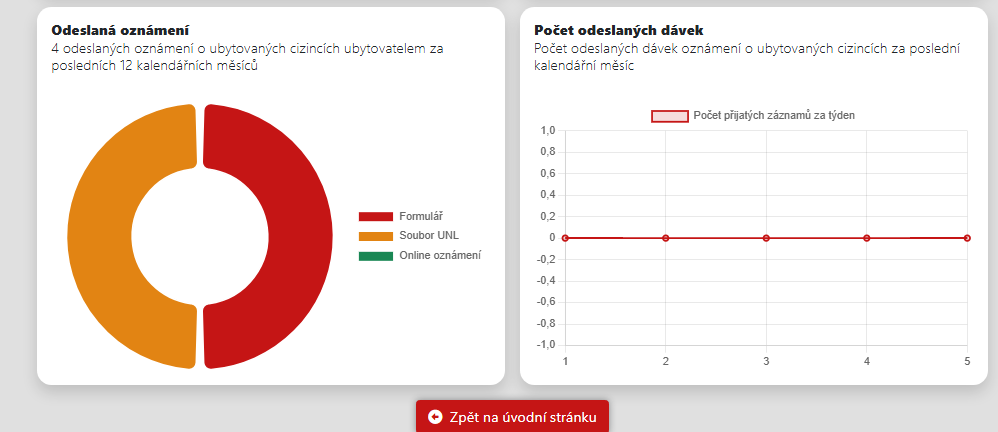 Odeslaná oznámení
4 odeslaných oznámení o ubytovaných cizincích ubytovatelem za
posledních 12 kalendářních měsíců
Formulář
Soubor UNL
Online oznámení
Počet odeslaných dávek
Počet odeslaných dávek oznámení o ubytovaných cizincích za poslední
kalendářní měsíc
Počet přijatých záznamů za týden
1,0
0,8
0,6
0,4
0,2
0
-0,2
-0,4
-0,6
-0,8
-1,0
1 2 3 4 5
Zpět na úvodní stránku